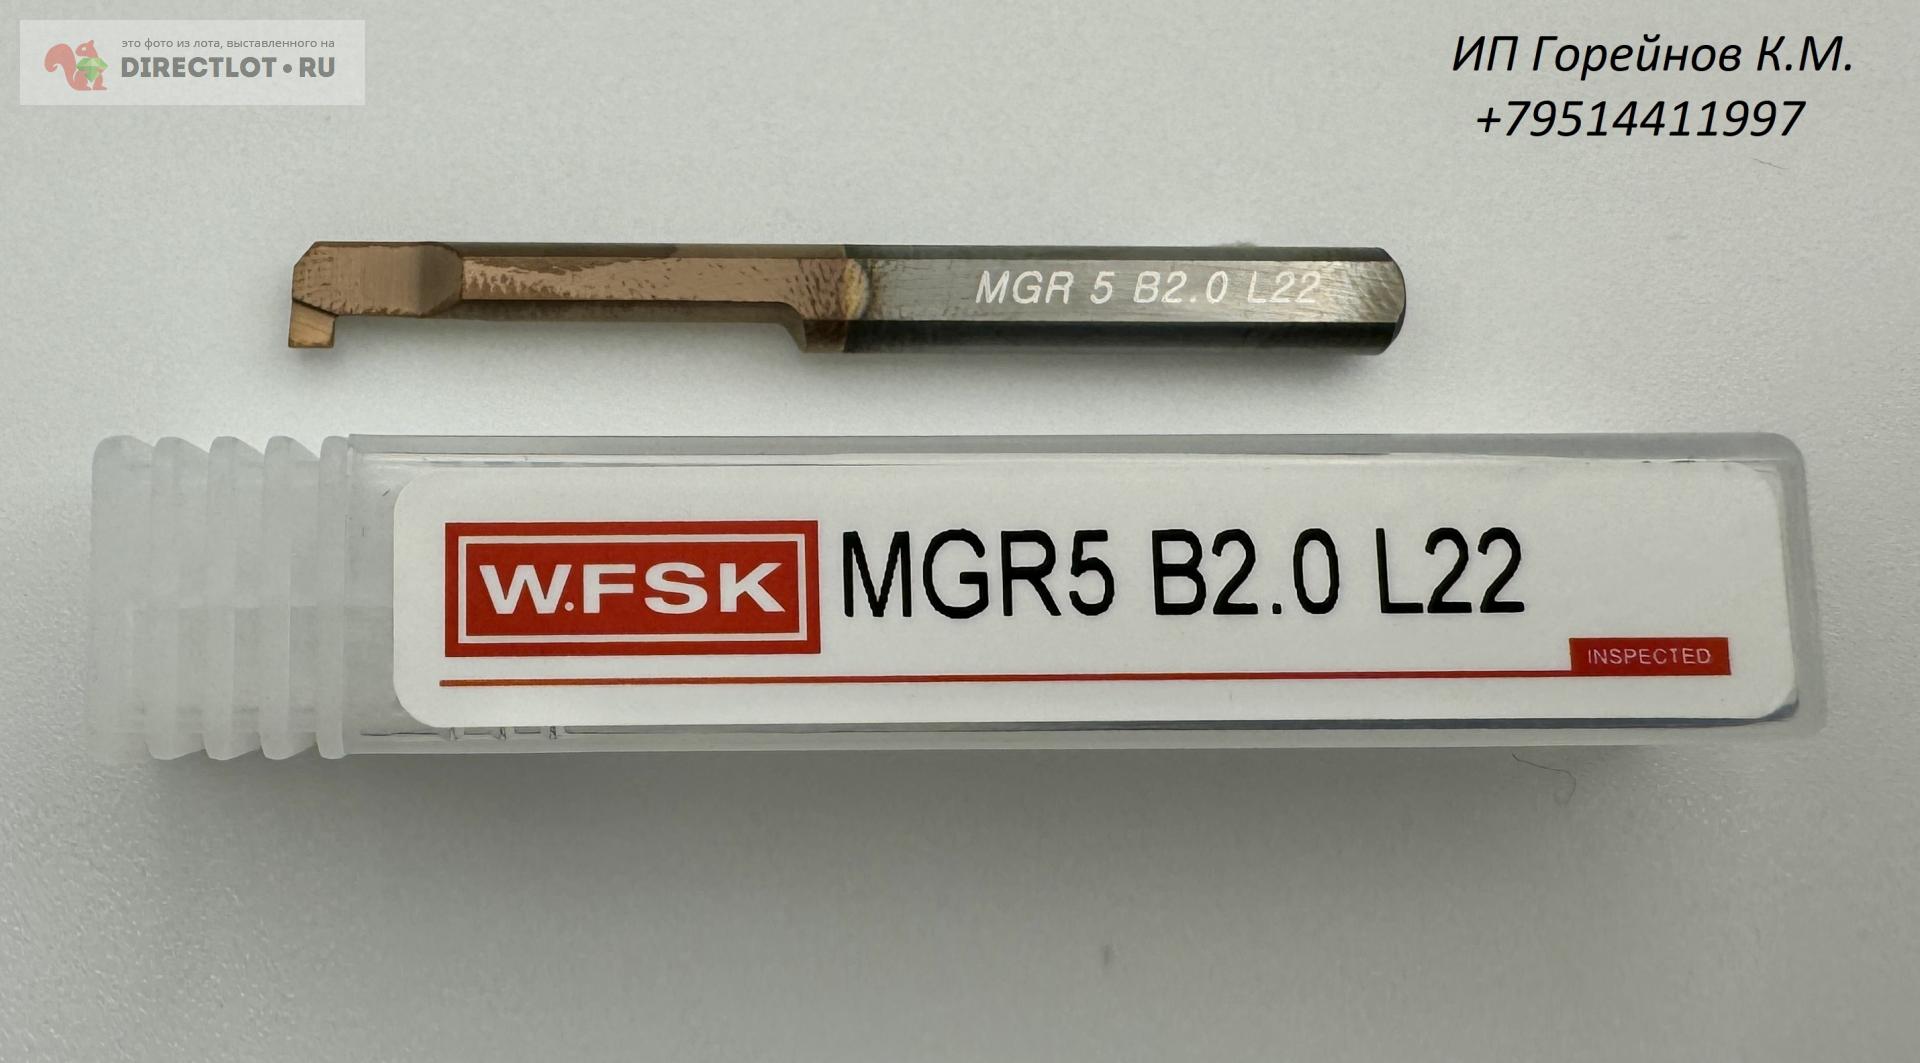 это фото из лота, выставленного на
DIRECTLOT•RU
ИП Горейнов К.М.
+79514411997
MGR 5 B2.0 L22
W.FSK MGR5 B2.0 L22
INSPECTED